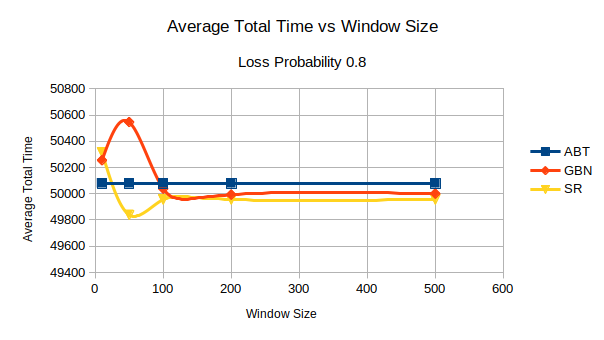 Average Total Time vs Window Size
Loss Probability 0.8
50800
50600
50400
50200
50000
49800
49600
49400
Average Total Time
0
100
200
300
400
500
600
Window Size
ABT
GBN
SR